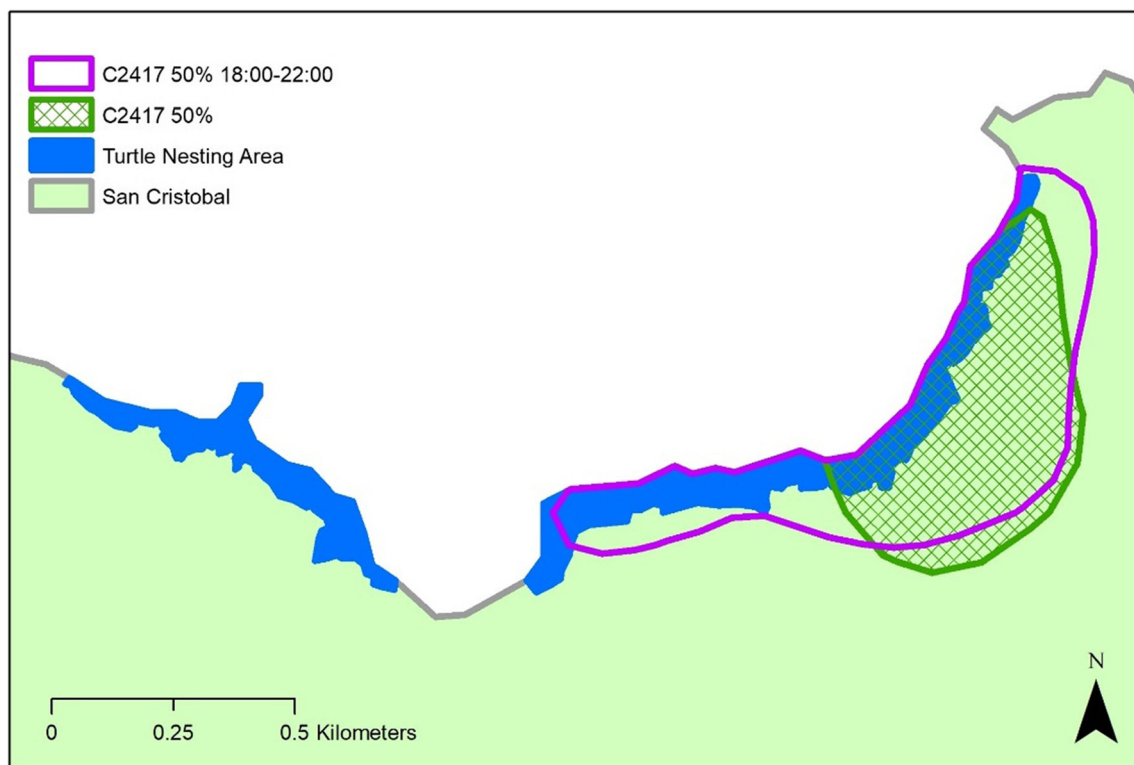 C2417 50% 18:00-22:00
C2417 50%
Turtle Nesting Area
San Cristobal
N
0 0.25 0.5 Kilometers